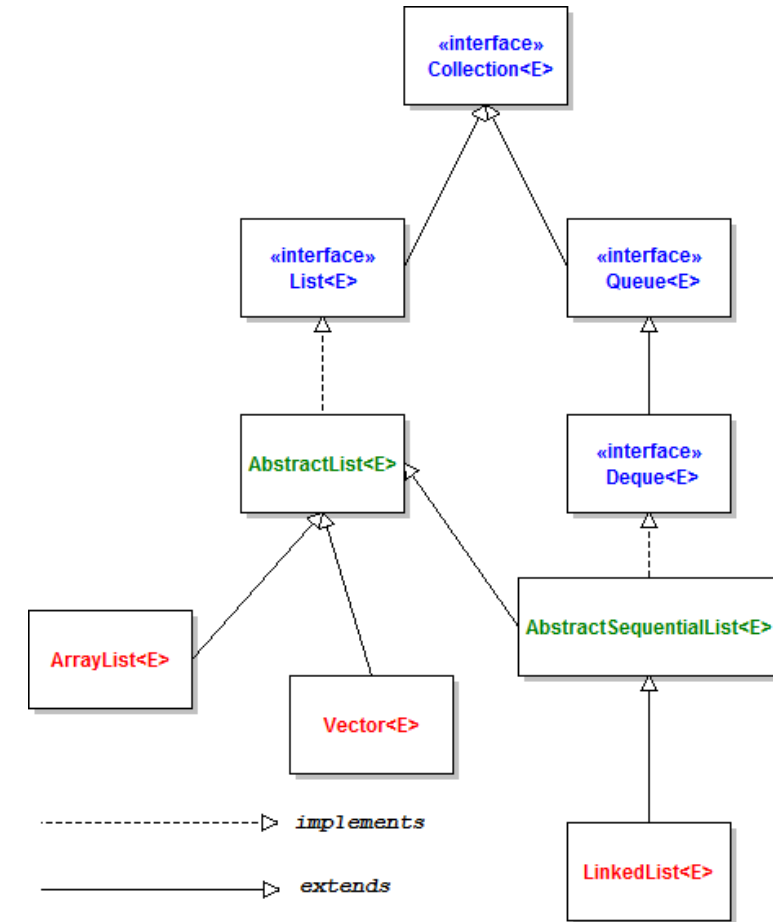 «interface»
Collection<E>
«interface»
List<E>
«interface»
Queue<E>
AbstractList<E>
«interface»
Deque<E>
AbstractSequentialList<E>
ArrayList<E>
Vector<E>
implements
LinkedList<E>
extends